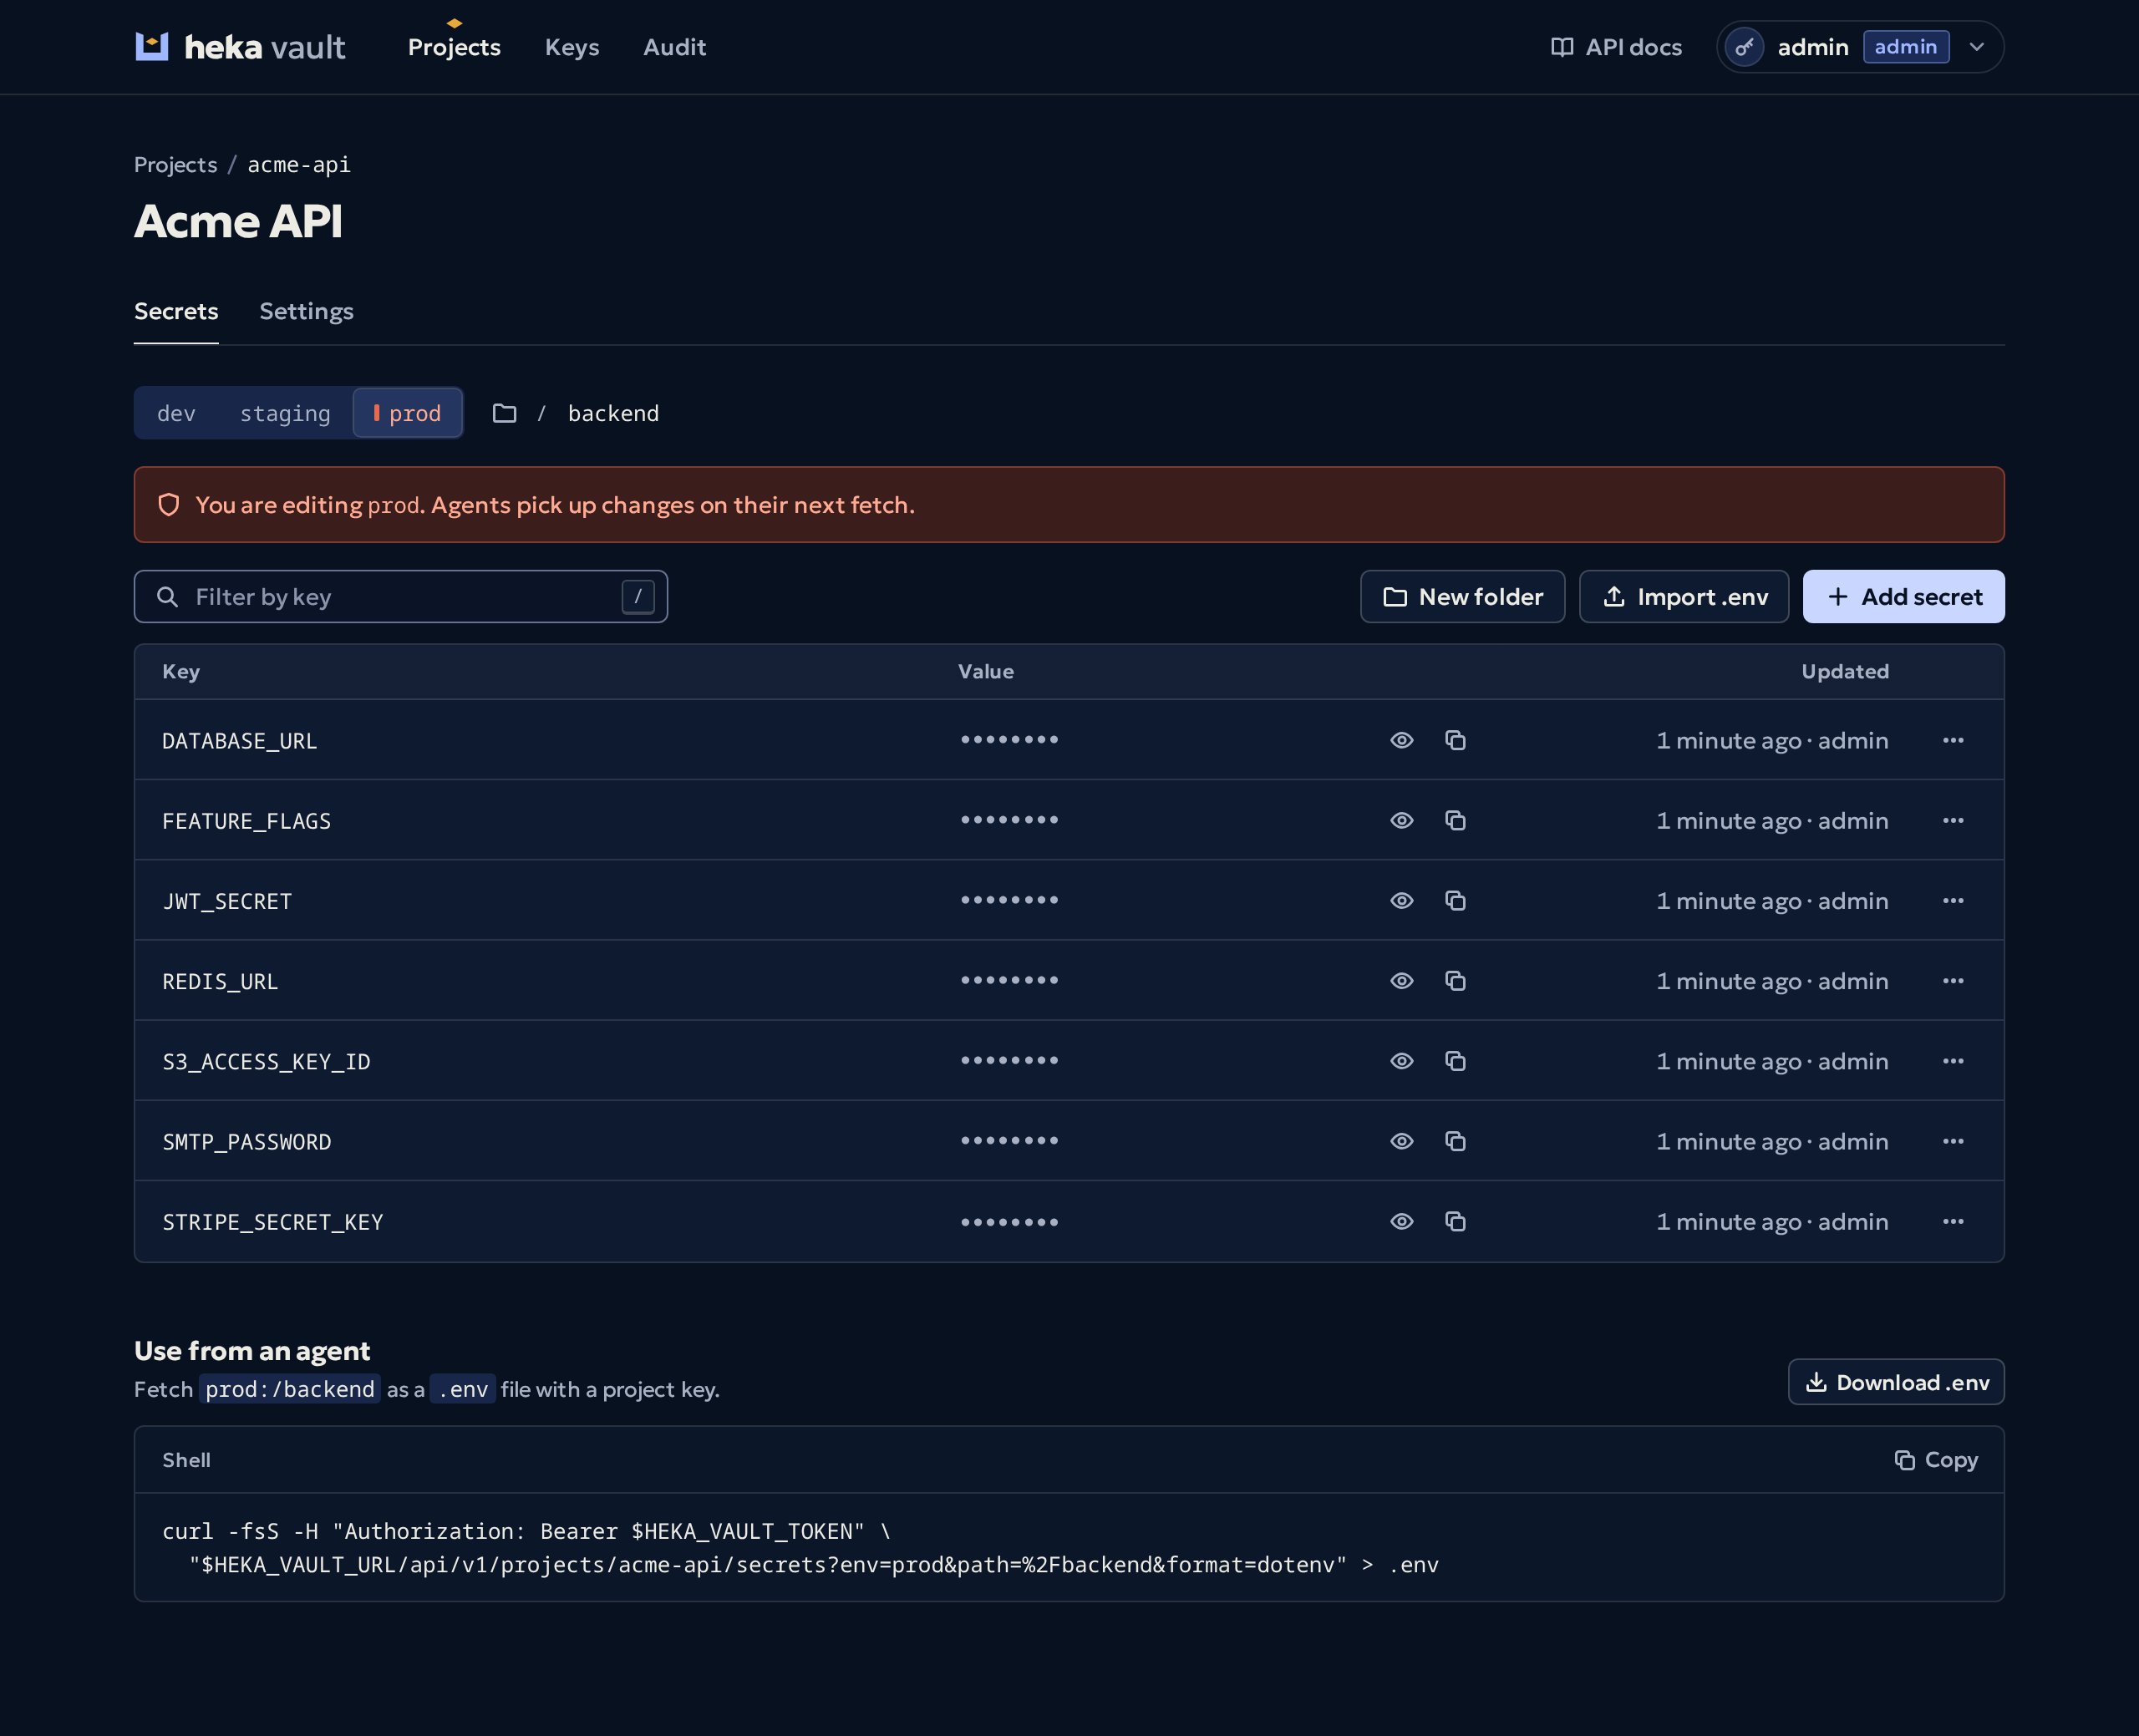 heka vault Projects Keys Audit API docs admin admin
Projects / acme-api
Acme API
Secrets Settings
dev staging prod / backend
You are editing prod. Agents pick up changes on their next fetch.
Filter by key / New folder Import .env Add secret
Key Value Updated
DATABASE_URL •••••••• 1 minute ago · admin
FEATURE_FLAGS •••••••• 1 minute ago · admin
JWT_SECRET •••••••• 1 minute ago · admin
REDIS_URL •••••••• 1 minute ago · admin
S3_ACCESS_KEY_ID •••••••• 1 minute ago · admin
SMTP_PASSWORD •••••••• 1 minute ago · admin
STRIPE_SECRET_KEY •••••••• 1 minute ago · admin
Use from an agent
Fetch prod:/backend as a .env file with a project key.
Download .env
Shell Copy
curl -fsS -H "Authorization: Bearer $HEKA_VAULT_TOKEN" \
"$HEKA_VAULT_URL/api/v1/projects/acme-api/secrets?env=prod&path=%2Fbackend&format=dotenv" > .env